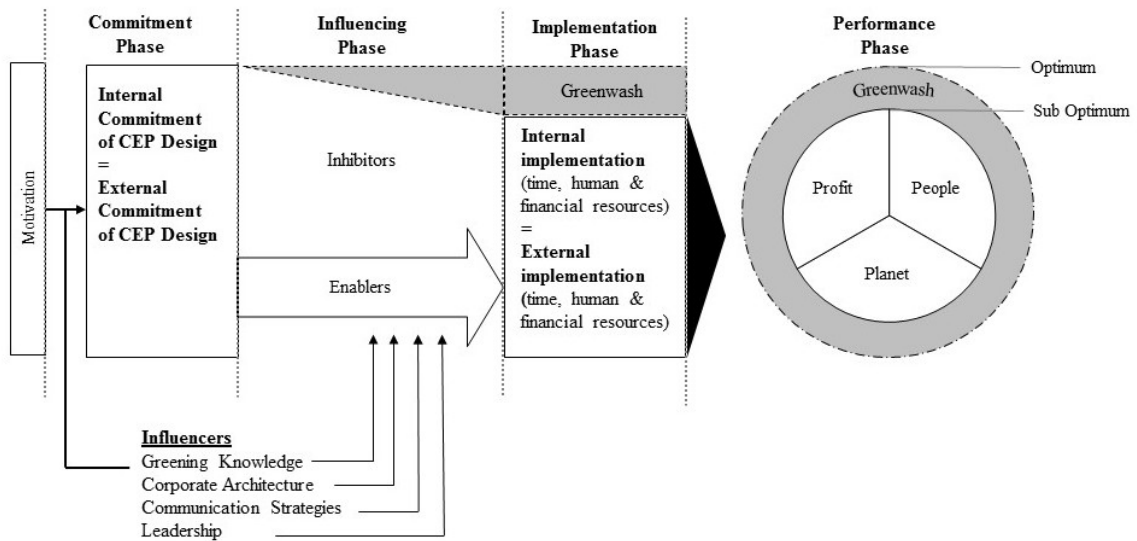 Commitment
Phase
Influencing
Phase
Implementation
Phase
Performance
Phase
Motivation
Internal
Commitment
of CEP Design
=
External
Commitment
of CEP Design
Inhibitors
Enablers
Greenwash
Internal
implementation
(time, human &
financial resources)
=
External
implementation
(time, human &
financial resources)
Optimum
Greenwash
Sub Optimum
Profit
People
Planet
Influencers
Greening Knowledge
Corporate Architecture
Communication Strategies
Leadership